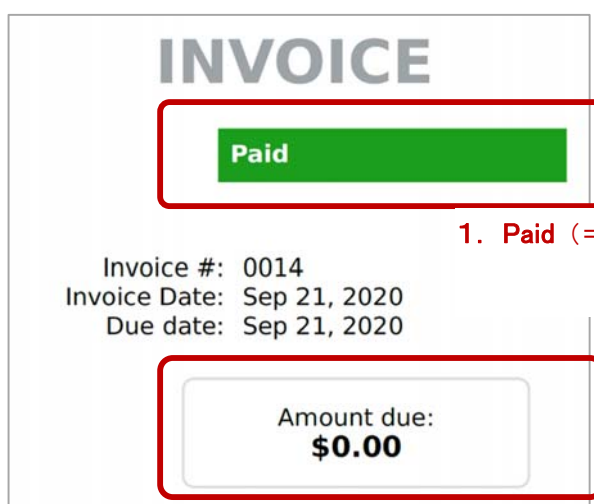 INVOICE
Paid
1. Paid (=
Invoice #: 0014
Invoice Date: Sep 21, 2020
Due date: Sep 21, 2020
Amount due:
$0.00